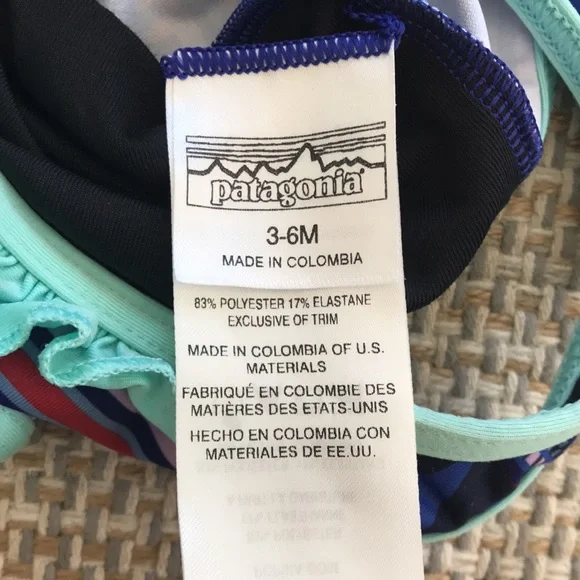 patagonia
3-6M
MADE IN COLOMBIA
83% POLYESTER 17% ELASTANE
EXCLUSIVE OF TRIM
MADE IN COLOMBIA OF U.S.
MATERIALS
FABRIQUÉ EN COLOMBIE DES
MATIÈRES DES ETATS-UNIS
HECHO EN COLOMBIA CON
MATERIALES DE EE.UU.